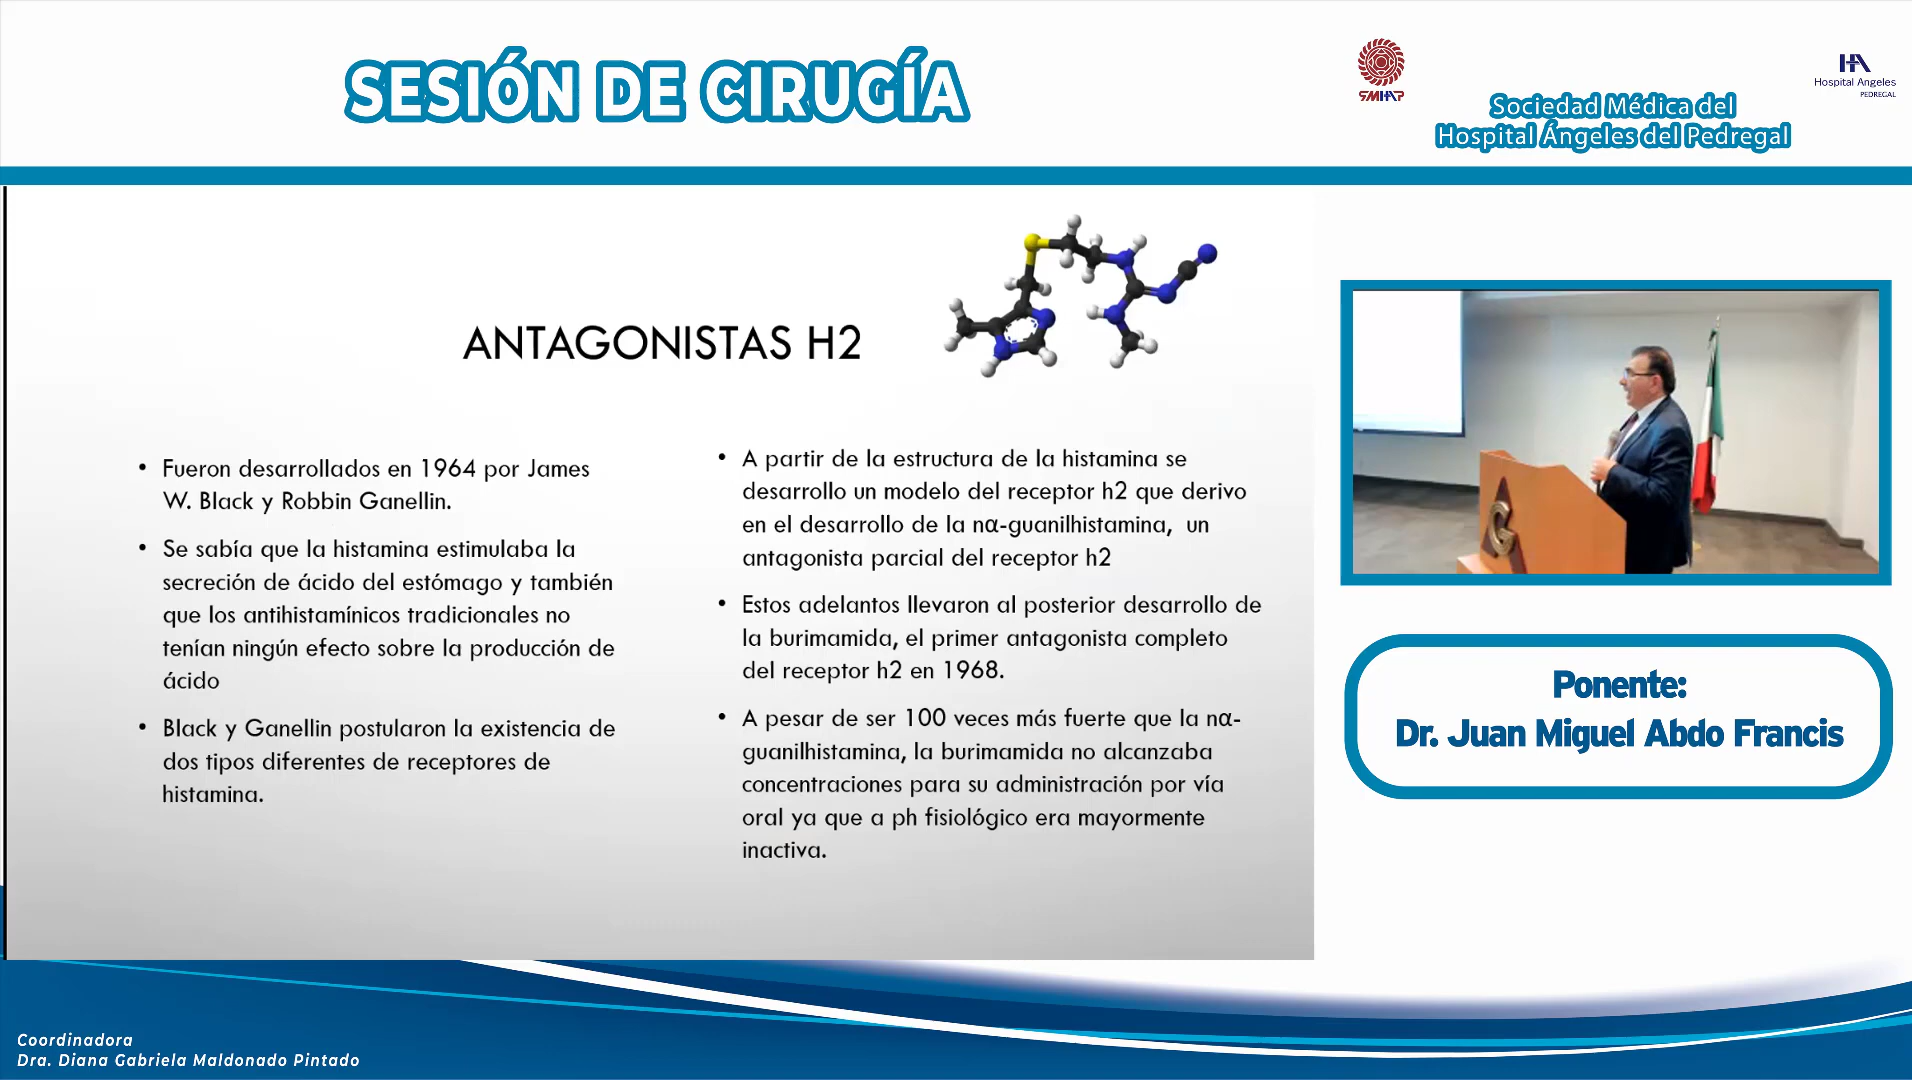 SESIÓN DE CIRUGÍA
SMHAP
Sociedad Médica del
Hospital Ángeles del Pedregal
HA
Hospital Angeles
PEDREGAL
ANTAGONISTAS H2
• Fueron desarrollados en 1964 por James
W. Black y Robbin Ganellin.
• Se sabía que la histamina estimulaba la
secreción de ácido del estómago y también
que los antihistamínicos tradicionales no
tenían ningún efecto sobre la producción de
ácido
• Black y Ganellin postularon la existencia de
dos tipos diferentes de receptores de
histamina.
• A partir de la estructura de la histamina se
desarrollo un modelo del receptor h2 que derivo
en el desarrollo de la nα-guanilhistamina, un
antagonista parcial del receptor h2
• Estos adelantos llevaron al posterior desarrollo de
la burimamida, el primer antagonista completo
del receptor h2 en 1968.
• A pesar de ser 100 veces más fuerte que la nα-
guanilhistamina, la burimamida no alcanzaba
concentraciones para su administración por vía
oral ya que a ph fisiológico era mayormente
inactiva.
Ponente:
Dr. Juan Miguel Abdo Francis
Coordinadora
Dra. Diana Gabriela Maldonado Pintado